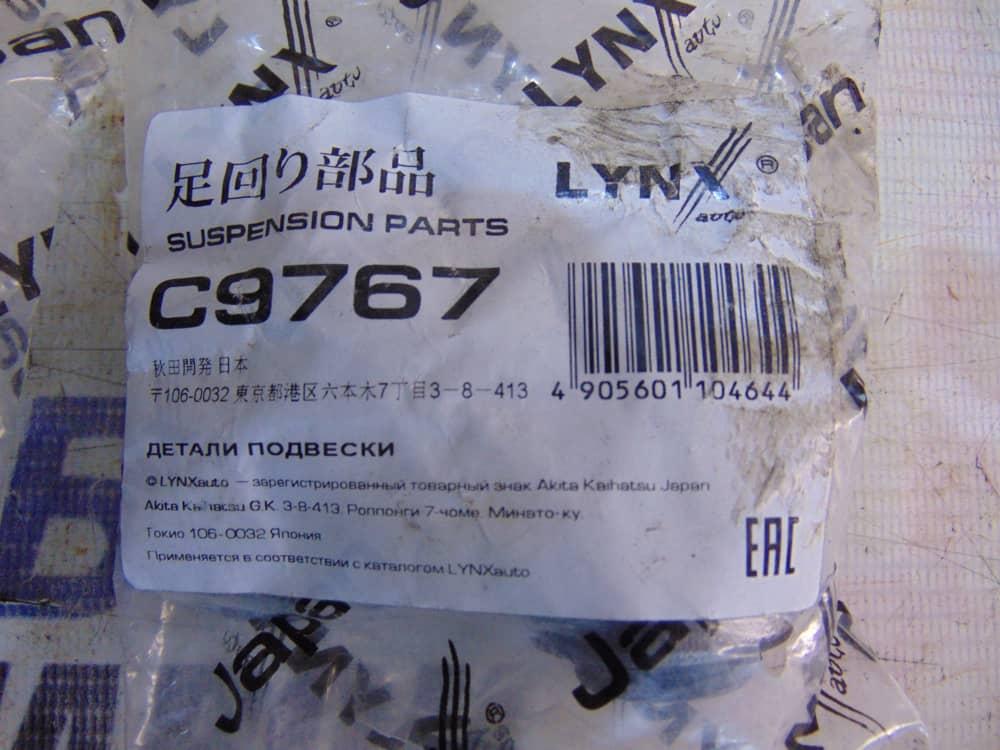 足回り部品
LYNX auto ®
SUSPENSION PARTS
C9767
秋田開発 日本
〒106-0032 東京都港区六本木7丁目3-8-413
4 905601 104644
ДЕТАЛИ ПОДВЕСКИ
© LYNXauto — зарегистрированный товарный знак Akita Kaihatsu Japan
Akita Kaihatsu G.K. 3-8-413, Роппонги 7-чоме, Минато-ку,
Токио 106-0032 Япония
Применяется в соответствии с каталогом LYNXauto
EAC